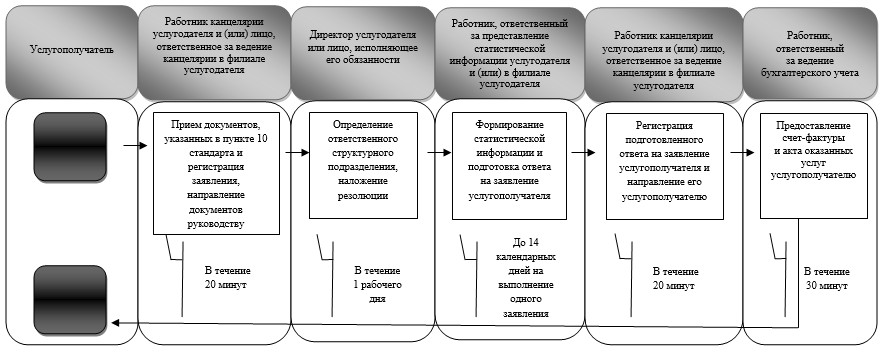 Услугополучатель
Работник канцелярии
услугодателя и (или) лицо,
ответственное за ведение
канцелярии в филиале
услугодателя
Директор услугодателя
или лицо, исполняющее
его обязанности
Работник, ответственный
за представление
статистической
информации услугодателя
и (или) в филиале
услугодателя
Работник канцелярии
услугодателя и (или) лицо,
ответственное за ведение
канцелярии в филиале
услугодателя
Работник,
ответственный
за ведение
бухгалтерского учета
Прием документов,
указанных в пункте 10
стандарта и
регистрация
заявления,
направление
документов
руководству
Определение
ответственного
структурного
подразделения,
наложение
резолюции
Формирование
статистической
информации и
подготовка ответа
на заявление
услугополучателя
Регистрация
подготовленного
ответа на заявление
услугополучателя и
направление его
услугополучателю
Предоставление
счет-фактуры
и акта оказанных
услуг
услугополучателю
В течение
20 минут
В течение
1 рабочего
дня
До 14
календарных
дней на
выполнение
одного
заявления
В течение
20 минут
В течение
30 минут